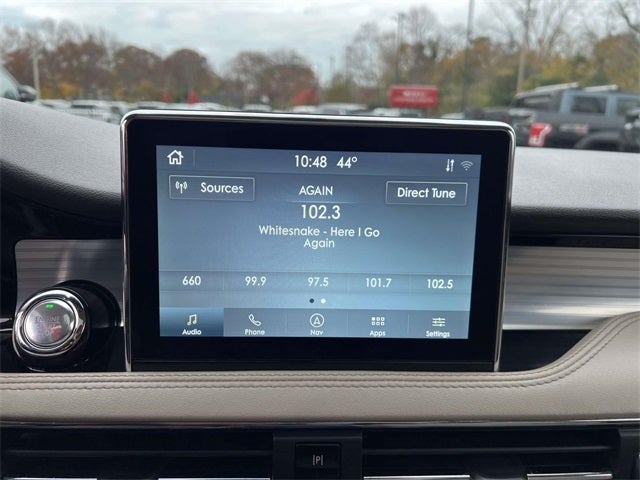 10:48 44°
Sources
AGAIN
Direct Tune
102.3
Whitesnake - Here I Go
Again
660 99.9 97.5 101.7 102.5
Audio Phone Nav Apps Settings
ENGINE
|P|